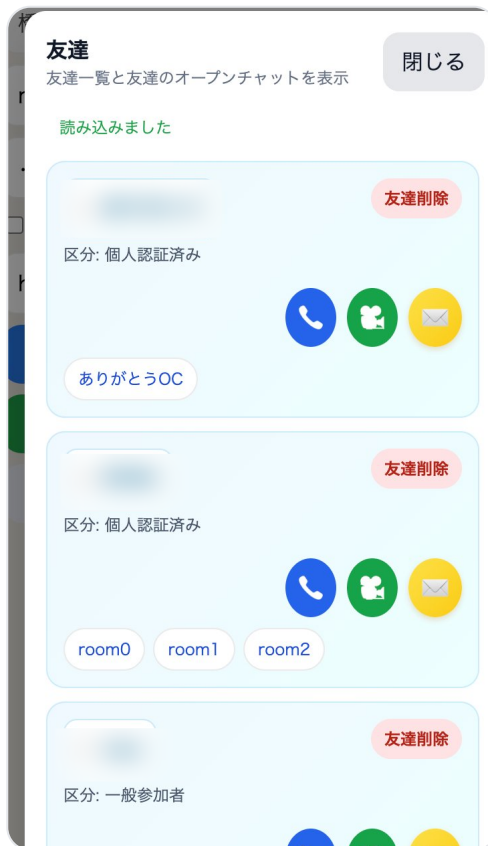 友達
閉じる
友達一覧と友達のオープンチャットを表示
読み込みました
友達削除
区分: 個人認証済み
ありがとうOC
友達削除
区分: 個人認証済み
room0 room1 room2
友達削除
区分: 一般参加者